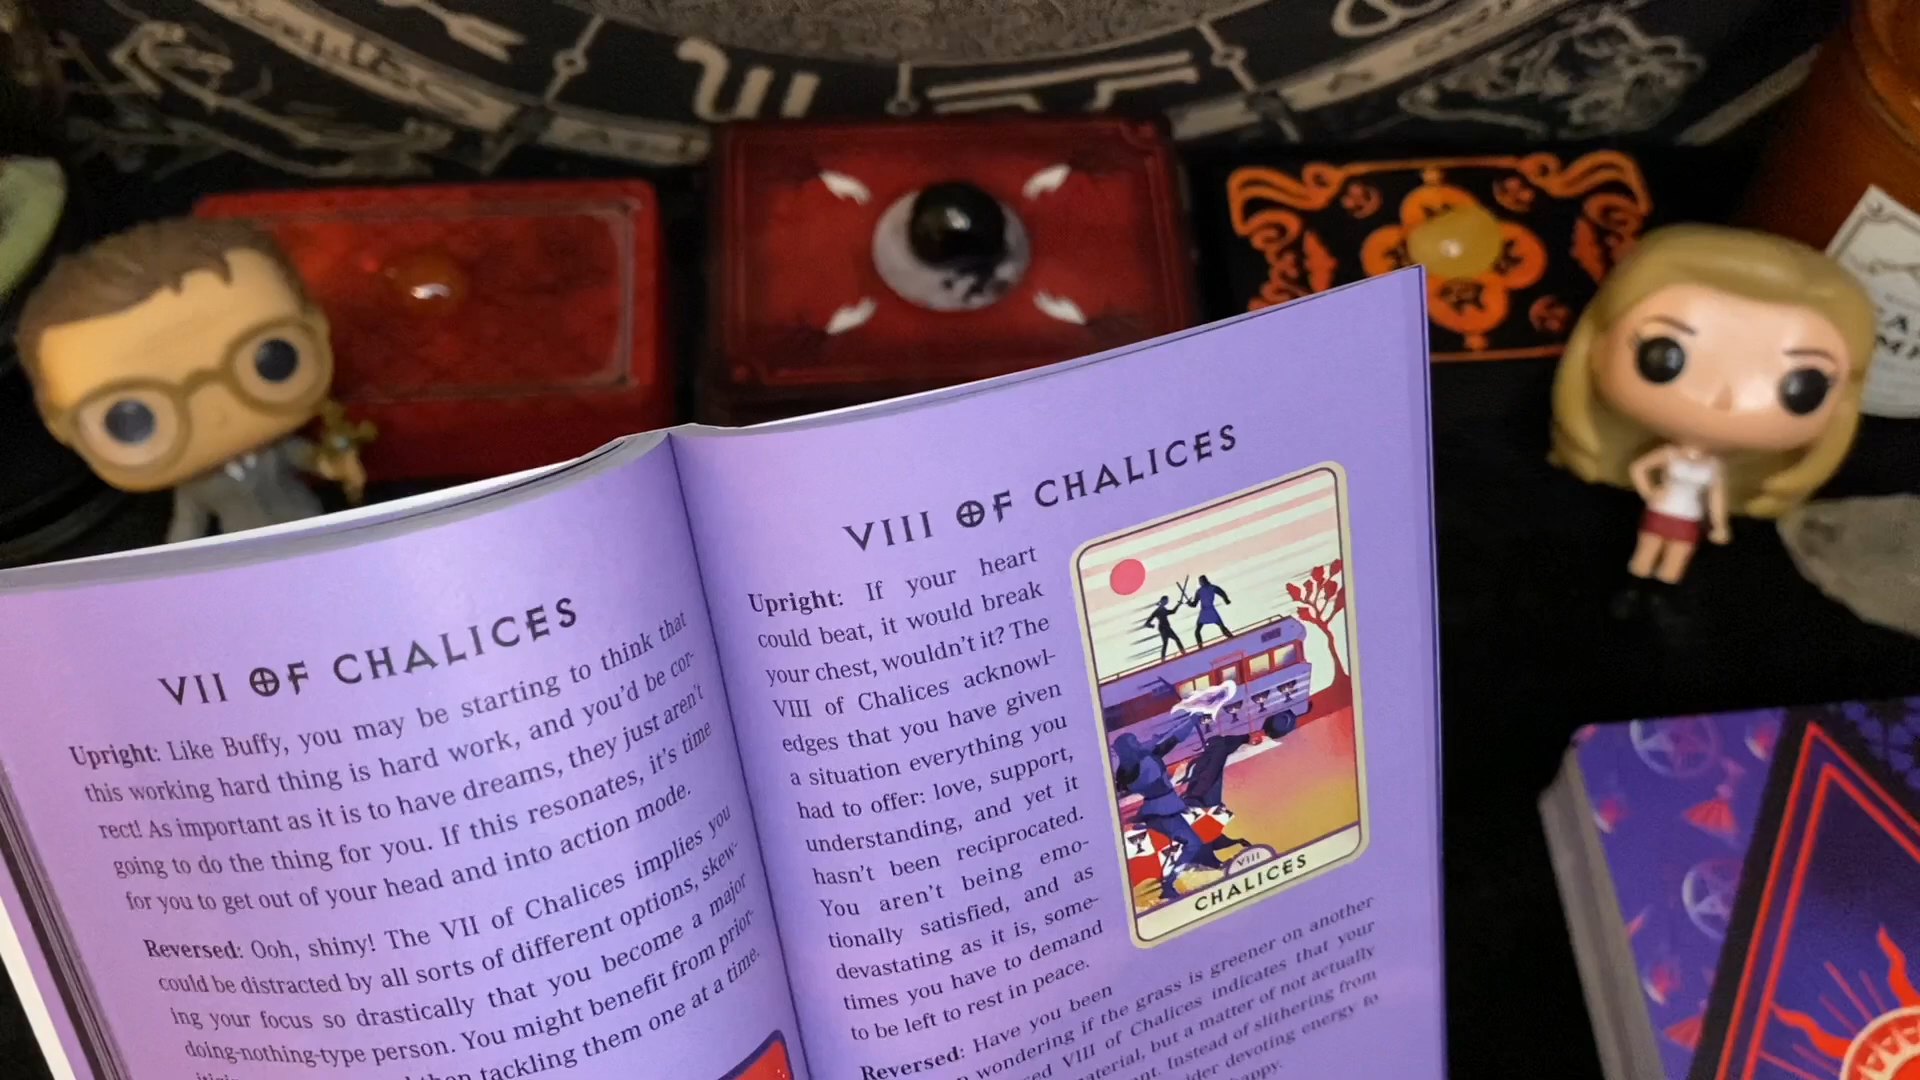 VII OF CHALICES
Upright: Like Buffy, you may be starting to think that
this working hard thing is hard work, and you'd be cor-
rect! As important as it is to have dreams, they just aren't
going to do the thing for you. If this resonates, it's time
for you to get out of your head and into action mode.
Reversed: Ooh, shiny! The VII of Chalices implies you
could be distracted by all sorts of different options, skew-
ing your focus so drastically that you become a major
doing-nothing-type person. You might benefit from prior-
tackling them one at a time.
VIII OF CHALICES
Upright: If your heart
could beat, it would break
your chest, wouldn't it? The
VIII of Chalices acknowl-
edges that you have given
a situation everything you
had to offer: love, support,
understanding, and yet it
hasn't been reciprocated.
You aren't being emo-
tionally satisfied, and as
devastating as it is, some-
times you have to demand
to be left to rest in peace.
Reversed: Have you been
wondering if the grass is greener on another
VIII of Chalices indicates that your
but a matter of not actually
Instead of slithering from
devoting energy to
VIII
CHALICES